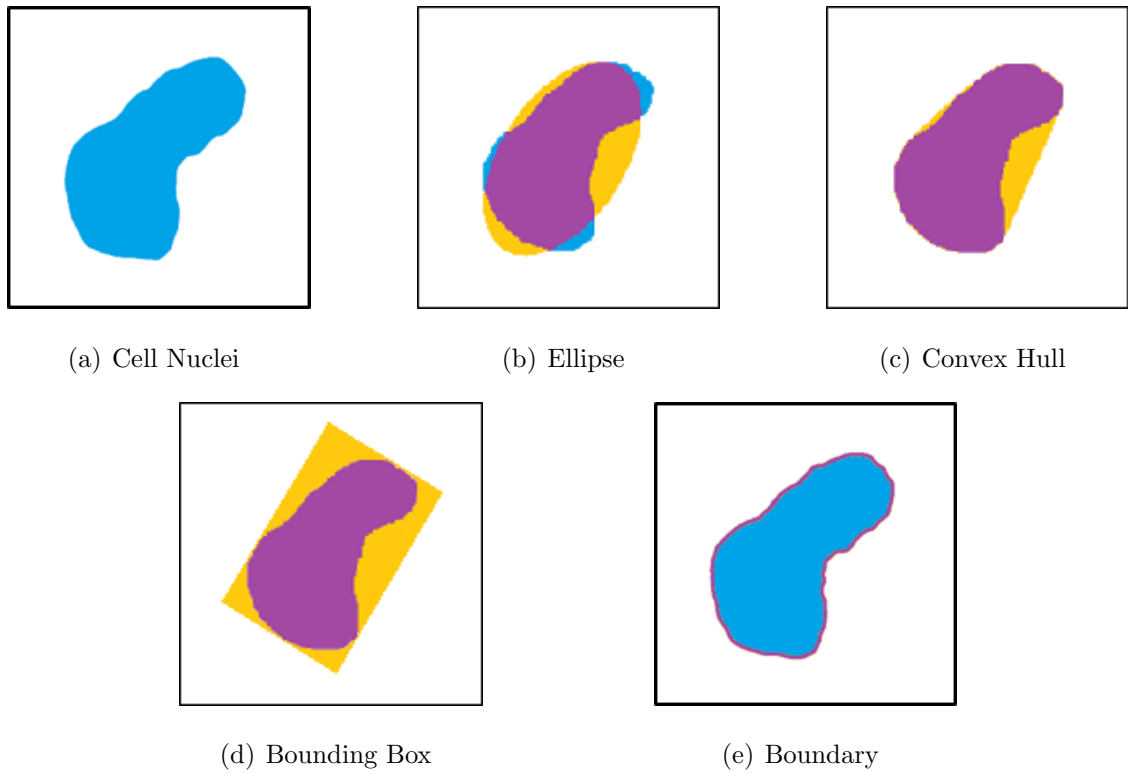 (a) Cell Nuclei
(b) Ellipse
(c) Convex Hull
(d) Bounding Box
(e) Boundary